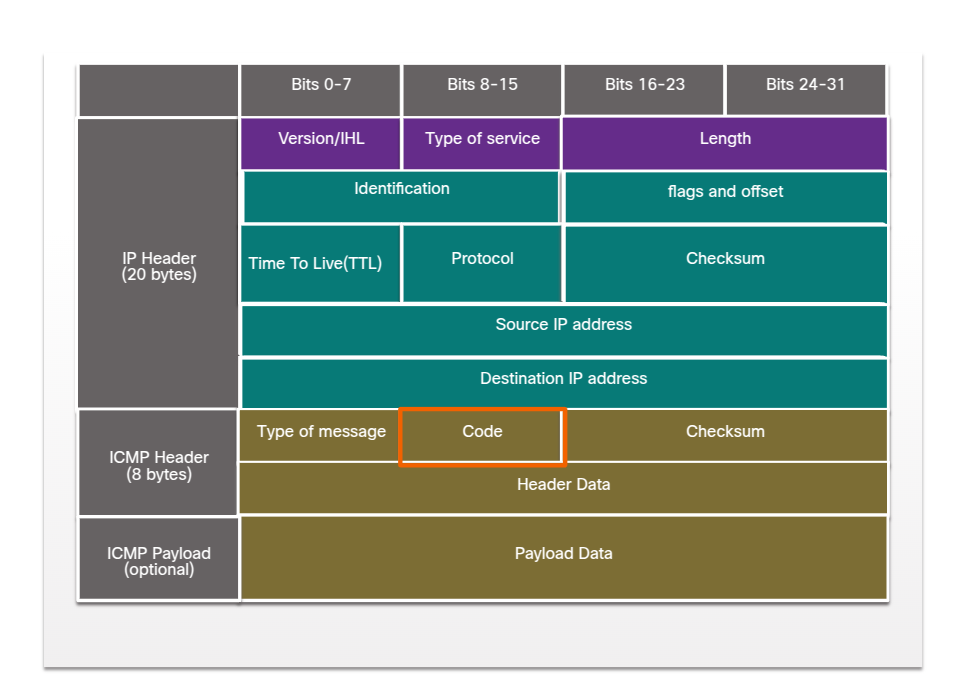 Bits 0-7
Bits 8-15
Bits 16-23
Bits 24-31
IP Header
(20 bytes)
Version/IHL
Type of service
Length
Identification
flags and offset
Time To Live(TTL)
Protocol
Checksum
Source IP address
Destination IP address
ICMP Header
(8 bytes)
Type of message
Code
Checksum
Header Data
ICMP Payload
(optional)
Payload Data